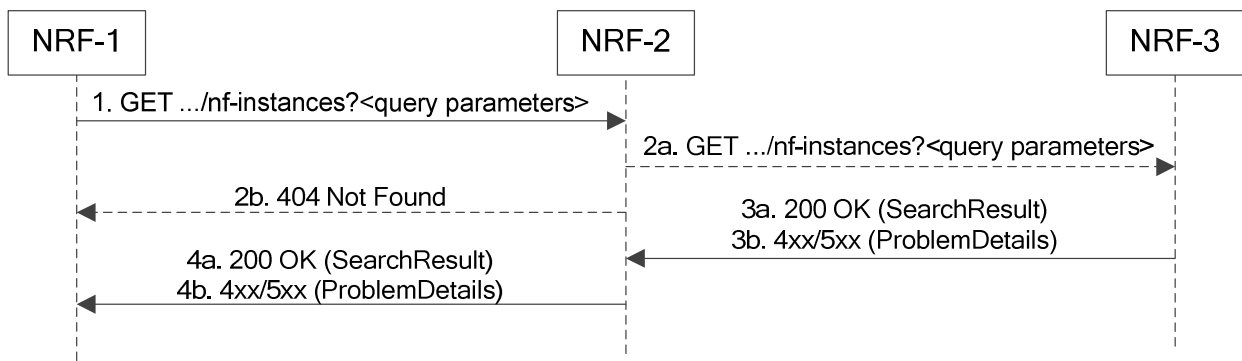 NRF-1
NRF-2
NRF-3
1. GET .../nf-instances?<query parameters>
2a. GET .../nf-instances?<query parameters>
2b. 404 Not Found
3a. 200 OK (SearchResult)
3b. 4xx/5xx (ProblemDetails)
4a. 200 OK (SearchResult)
4b. 4xx/5xx (ProblemDetails)